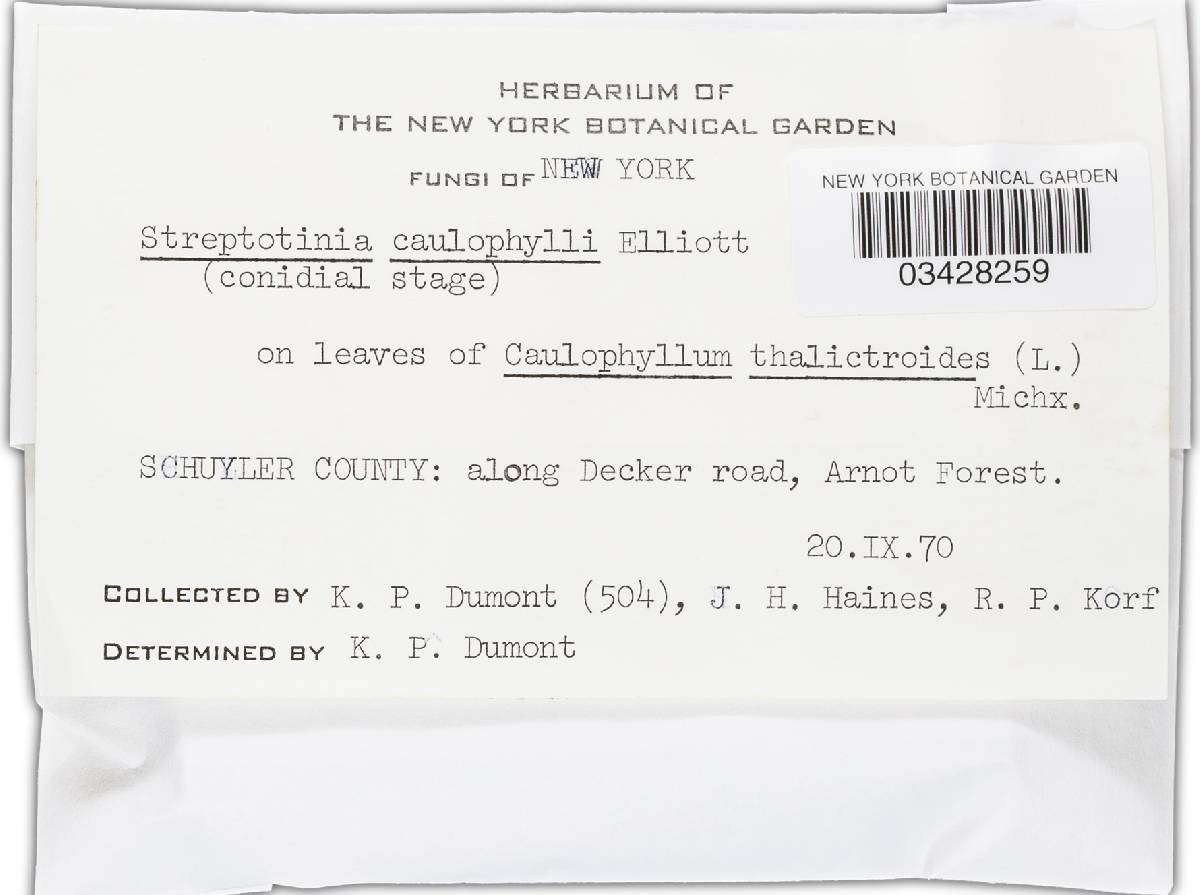 HERBARIUM OF
THE NEW YORK BOTANICAL GARDEN
FUNGI OF NEW YORK
NEW YORK BOTANICAL GARDEN
03428259
Streptotinia caulophylli Elliott
(conidial stage)
on leaves of Caulophyllum thalictroides (L.)
Michx.
SCHUYLER COUNTY: along Decker road, Arnot Forest.
20.IX.70
COLLECTED BY K. P. Dumont (504), J. H. Haines, R. P. Korf
DETERMINED BY K. P. Dumont